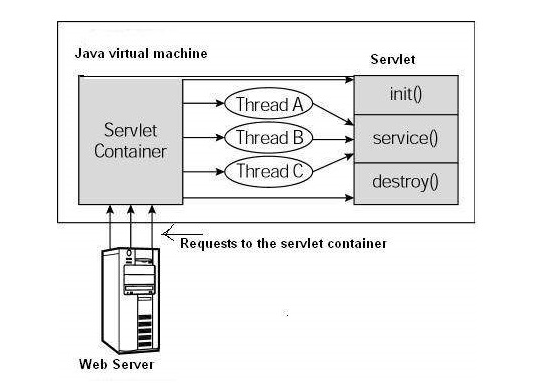 Java virtual machine
Servlet
Servlet
Container
Thread A
Thread B
Thread C
init()
service()
destroy()
Requests to the servlet container
Web Server